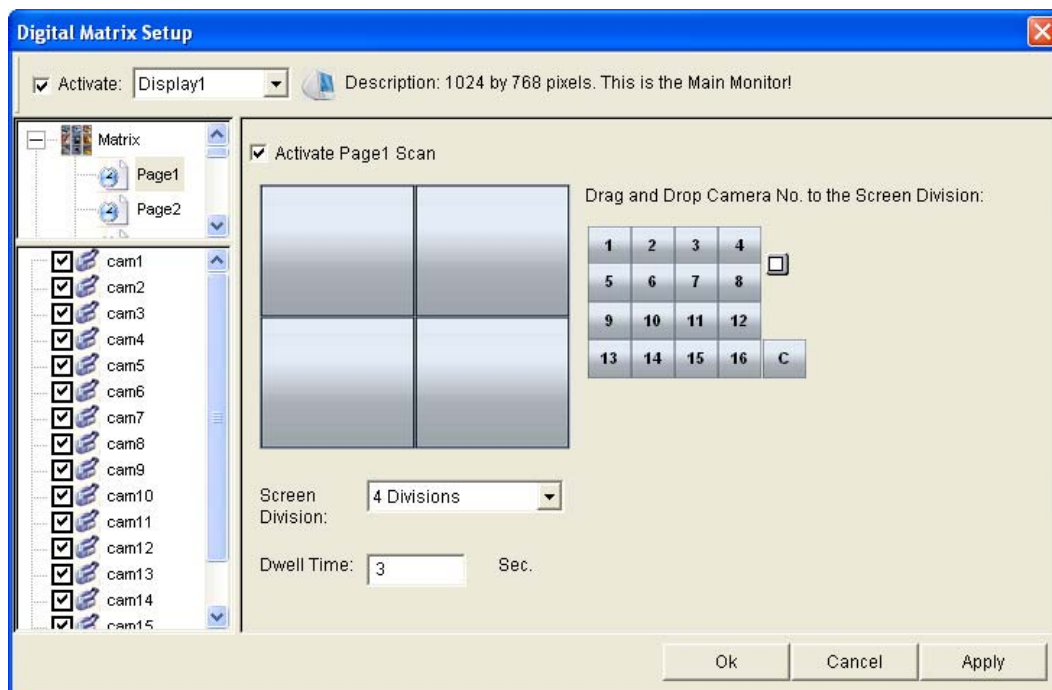 Digital Matrix Setup
Activate: Display1 Description: 1024 by 768 pixels. This is the Main Monitor!
Matrix
Page1
Page2
cam1
cam2
cam3
cam4
cam5
cam6
cam7
cam8
cam9
cam10
cam11
cam12
cam13
cam14
cam15
Activate Page1 Scan
Drag and Drop Camera No. to the Screen Division:
1 2 3 4
5 6 7 8
9 10 11 12
13 14 15 16 C
Screen Division: 4 Divisions
Dwell Time: 3 Sec.
Ok Cancel Apply